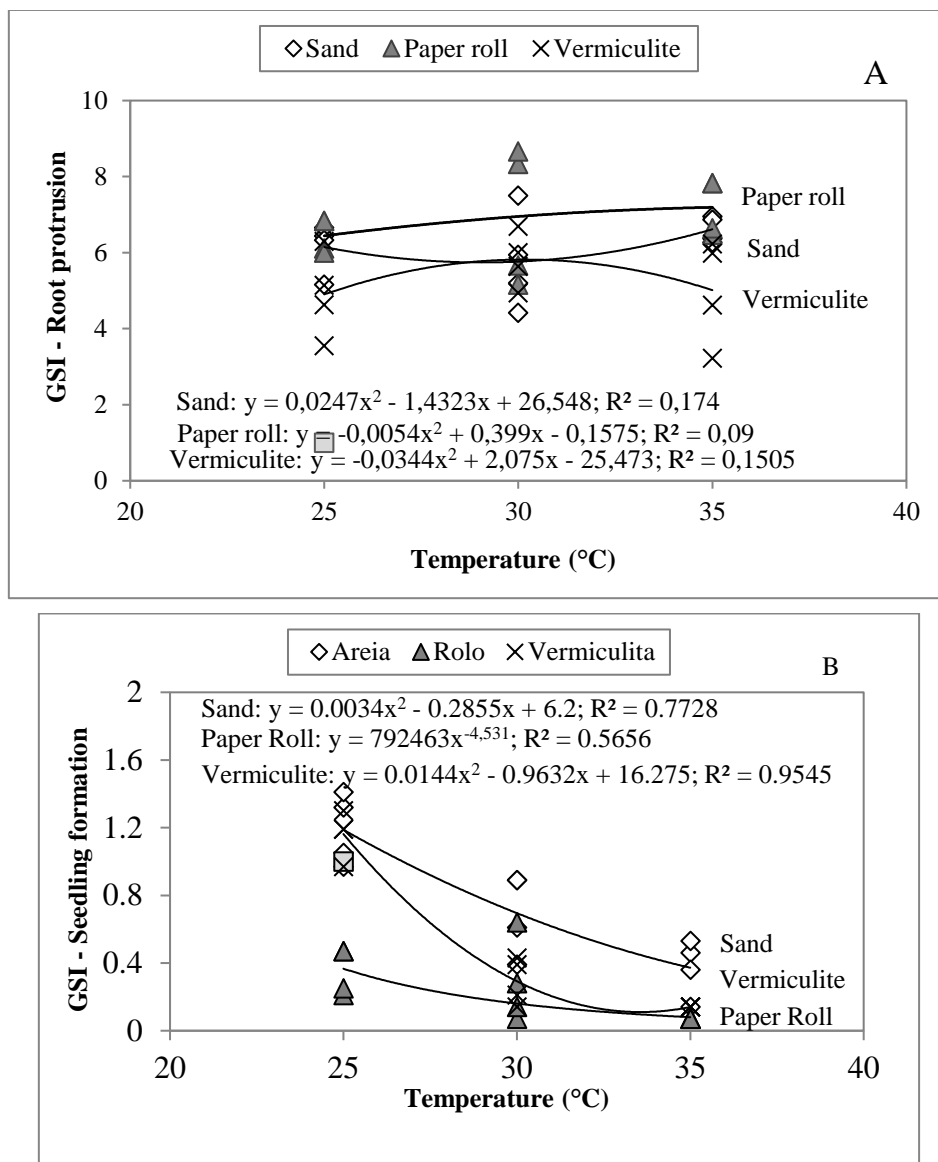 Sand Paper roll Vermiculite
A
10
8
6
4
2
0
GSI - Root protrusion
Paper roll
Sand
Vermiculite
Sand: y = 0,0247x² - 1,4323x + 26,548; R² = 0,174
Paper roll: y = -0,0054x² + 0,399x - 0,1575; R² = 0,09
Vermiculite: y = -0,0344x² + 2,075x - 25,473; R² = 0,1505
20 25 30 35 40
Temperature (°C)
Areia Rolo Vermiculita
B
2
1.6
1.2
0.8
0.4
0
GSI - Seedling formation
Sand: y = 0.0034x² - 0.2855x + 6.2; R² = 0.7728
Paper Roll: y = 792463x^-4,531; R² = 0.5656
Vermiculite: y = 0.0144x² - 0.9632x + 16.275; R² = 0.9545
Sand
Vermiculite
Paper Roll
20 25 30 35 40
Temperature (°C)